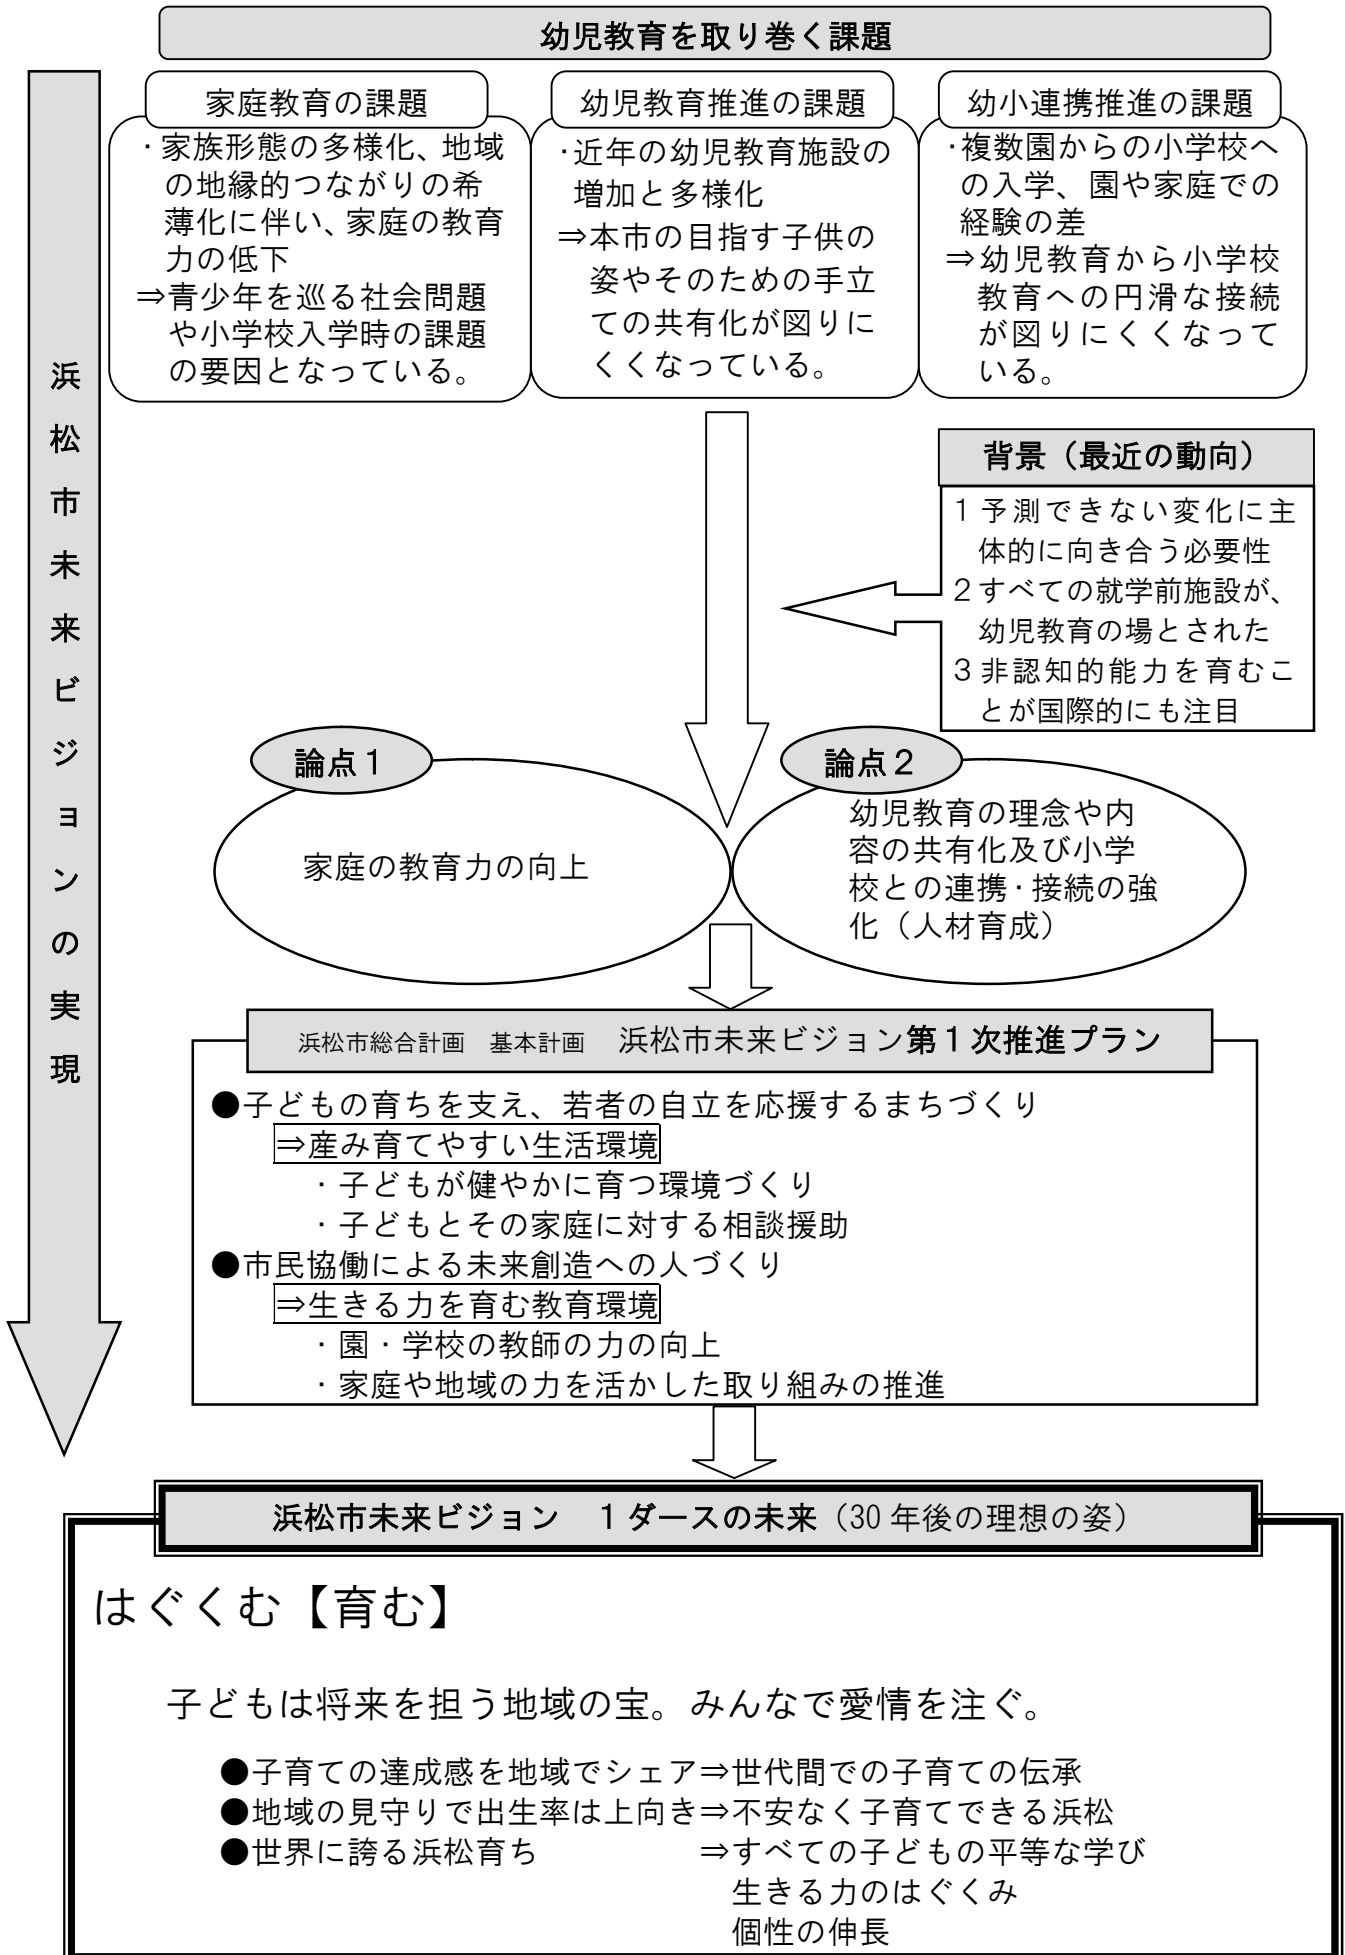 幼児教育を取り巻く課題
家庭教育の課題
・家族形態の多様化、地域
の地縁的つながりの希
薄化に伴い、家庭の教育
力の低下
⇒青少年を巡る社会問題
や小学校入学時の課題
の要因となっている。
幼児教育推進の課題
・近年の幼児教育施設の
増加と多様化
⇒本市の目指す子供の
姿やそのための手立
ての共有化が図りに
くくなっている。
幼小連携推進の課題
・複数園からの小学校へ
の入学、園や家庭での
経験の差
⇒幼児教育から小学校
教育への円滑な接続
が図りにくくなって
いる。
浜松市未来ビジョンの実現
背景（最近の動向）
1 予測できない変化に主
体的に向き合う必要性
2 すべての就学前施設が、
幼児教育の場とされた
3 非認知的能力を育むこ
とが国際的にも注目
論点１
家庭の教育力の向上
論点２
幼児教育の理念や内
容の共有化及び小学
校との連携・接続の強
化（人材育成）
浜松市総合計画　基本計画　浜松市未来ビジョン第１次推進プラン
●子どもの育ちを支え、若者の自立を応援するまちづくり
⇒産み育てやすい生活環境
・子どもが健やかに育つ環境づくり
・子どもとその家庭に対する相談援助
●市民協働による未来創造への人づくり
⇒生きる力を育む教育環境
・園・学校の教師の力の向上
・家庭や地域の力を活かした取り組みの推進
浜松市未来ビジョン　１ダースの未来（30 年後の理想の姿）
はぐくむ【育む】
子どもは将来を担う地域の宝。みんなで愛情を注ぐ。
●子育ての達成感を地域でシェア⇒世代間での子育ての伝承
●地域の見守りで出生率は上向き⇒不安なく子育てできる浜松
●世界に誇る浜松育ち　　　　　⇒すべての子どもの平等な学び
生きる力のはぐくみ
個性の伸長